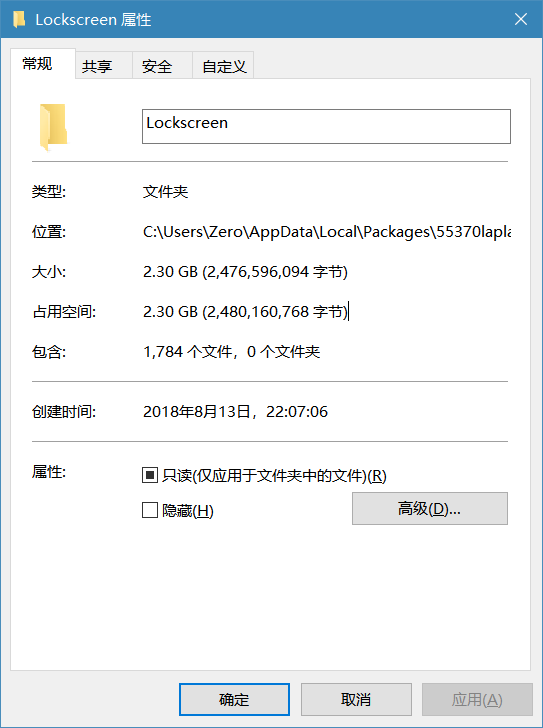 Lockscreen 属性
常规 共享 安全 自定义
Lockscreen
类型: 文件夹
位置: C:\Users\Zero\AppData\Local\Packages\55370lapla
大小: 2.30 GB (2,476,596,094 字节)
占用空间: 2.30 GB (2,480,160,768 字节)
包含: 1,784 个文件，0 个文件夹
创建时间: 2018年8月13日，22:07:06
属性: 只读(仅应用于文件夹中的文件)(R)
隐藏(H) 高级(D)...
确定 取消 应用(A)